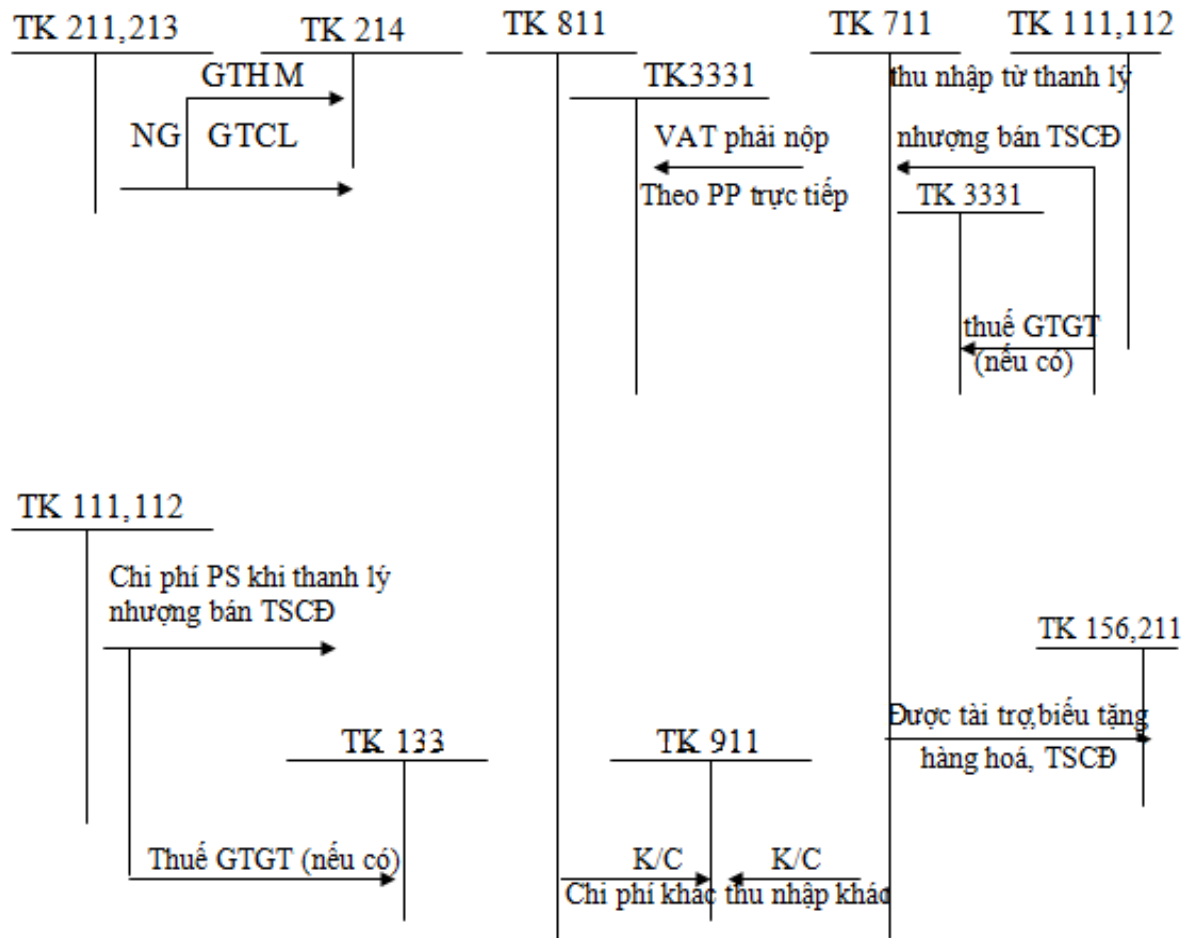 TK 211,213
TK 214
TK 811
TK 711
TK 111,112
GTHM
TK3331
thu nhập từ thanh lý
NG
GTCL
VAT phải nộp
nhượng bán TSCĐ
Theo PP trực tiếp
TK 3331
thuế GTGT
(nếu có)
TK 111,112
Chi phí PS khi thanh lý
nhượng bán TSCĐ
TK 156,211
Được tài trợ,biếu tặng
hàng hoá, TSCĐ
TK 133
TK 911
Thuế GTGT (nếu có)
K/C
K/C
Chi phí khác
thu nhập khác